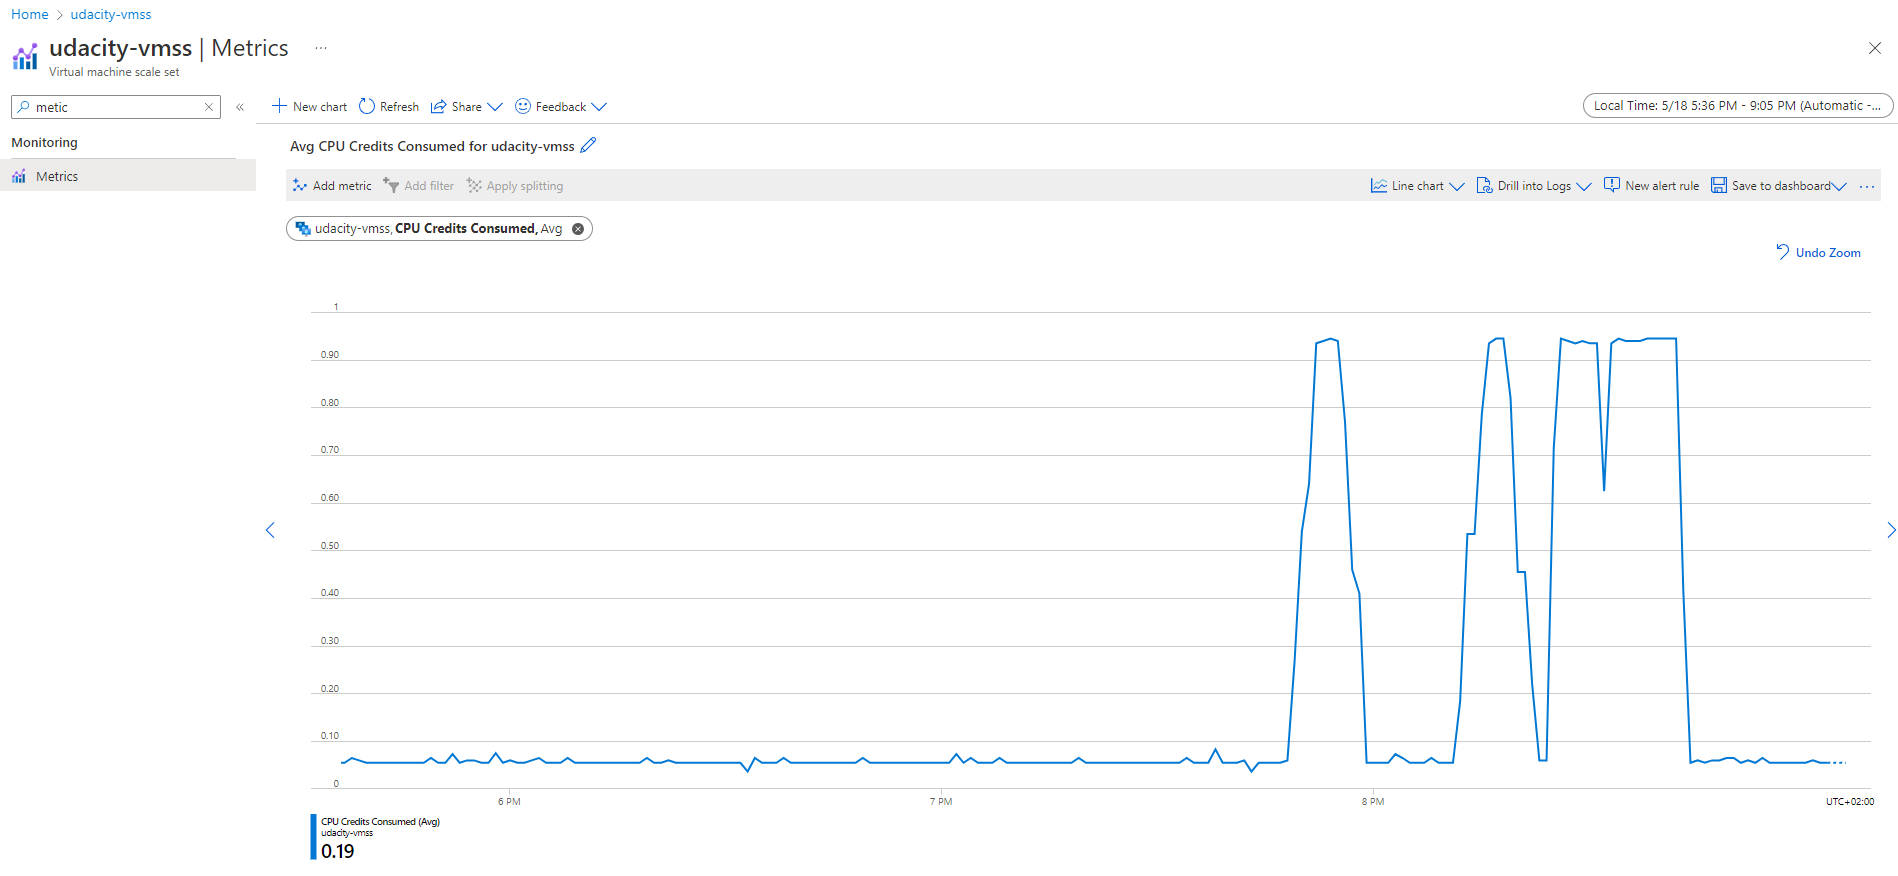 Home > udacity-vmss
udacity-vmss | Metrics ...
Virtual machine scale set
metic
«
New chart Refresh Share Feedback
Local Time: 5/18 5:36 PM - 9:05 PM (Automatic -...
Monitoring
Metrics
Avg CPU Credits Consumed for udacity-vmss
Add metric Add filter Apply splitting Line chart Drill into Logs New alert rule Save to dashboard ...
udacity-vmss, CPU Credits Consumed, Avg
Undo Zoom
1
0.90
0.80
0.70
0.60
0.50
0.40
0.30
0.20
0.10
0
6 PM 7 PM 8 PM UTC+02:00
CPU Credits Consumed (Avg)
udacity-vmss
0.19